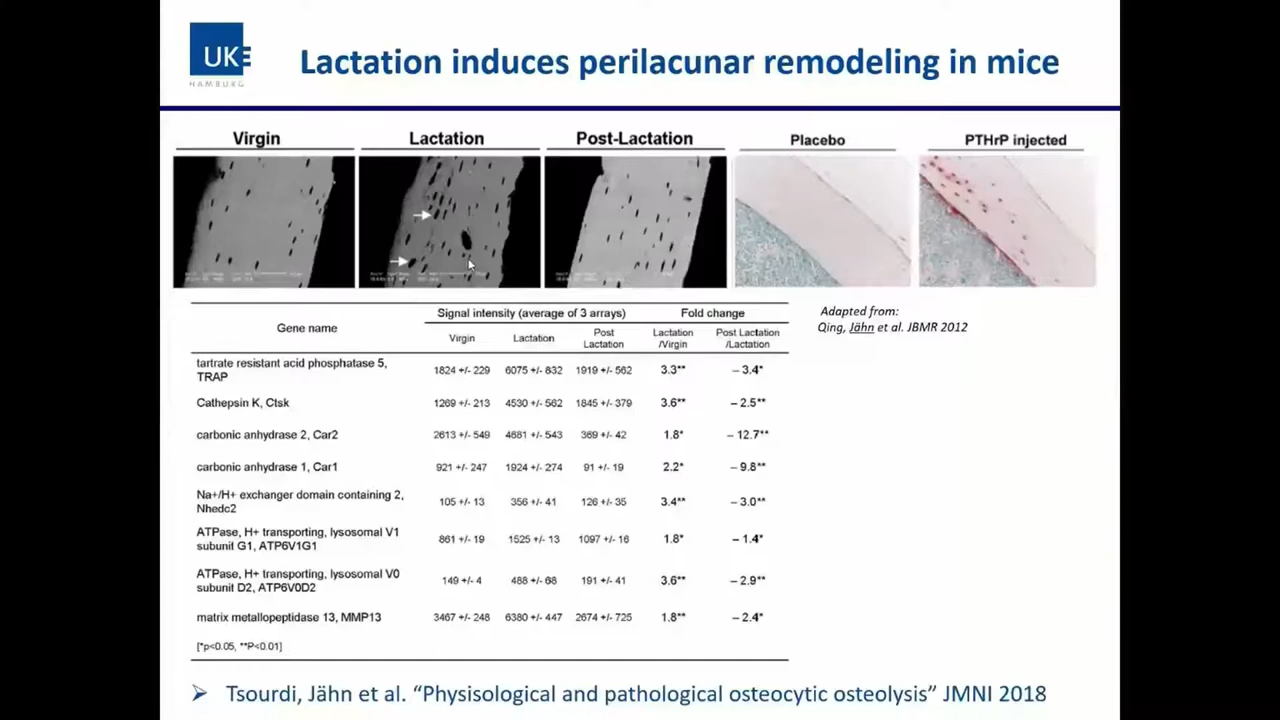 UKE
HAMBURG
Lactation induces perilacunar remodeling in mice
Virgin Lactation Post-Lactation Placebo PTHrP injected
Adapted from:
Qing, Jähn et al. JBMR 2012
Gene name Signal intensity (average of 3 arrays) Fold change
Virgin Lactation Post Lactation Lactation /Virgin Post Lactation /Lactation
tartrate resistant acid phosphatase 5,
TRAP 1824 +/- 229 6075 +/- 832 1919 +/- 562 3.3** – 3.4*
Cathepsin K, Ctsk 1269 +/- 213 4530 +/- 562 1845 +/- 379 3.6** – 2.5**
carbonic anhydrase 2, Car2 2613 +/- 549 4681 +/- 543 369 +/- 42 1.8* – 12.7**
carbonic anhydrase 1, Car1 921 +/- 247 1924 +/- 274 91 +/- 19 2.2* – 9.8**
Na+/H+ exchanger domain containing 2,
Nhedc2 105 +/- 13 356 +/- 41 126 +/- 35 3.4** – 3.0**
ATPase, H+ transporting, lysosomal V1
subunit G1, ATP6V1G1 861 +/- 19 1525 +/- 13 1097 +/- 16 1.8* – 1.4*
ATPase, H+ transporting, lysosomal V0
subunit D2, ATP6V0D2 149 +/- 4 488 +/- 68 191 +/- 41 3.6** – 2.9**
matrix metallopeptidase 13, MMP13 3467 +/- 248 6380 +/- 447 2674 +/- 725 1.8** – 2.4*
[*p<0.05, **P<0.01]
Tsourdi, Jähn et al. “Physisological and pathological osteocytic osteolysis” JMNI 2018